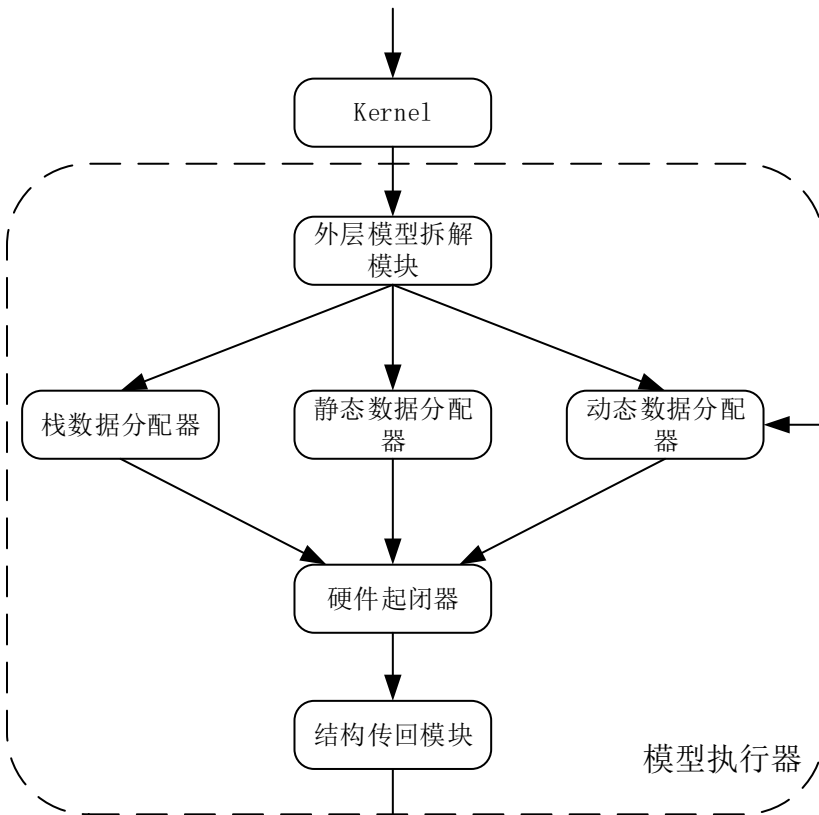 Kernel
外层模型拆解
模块
栈数据分配器
静态数据分配
器
动态数据分配
器
硬件起闭器
结构传回模块
模型执行器